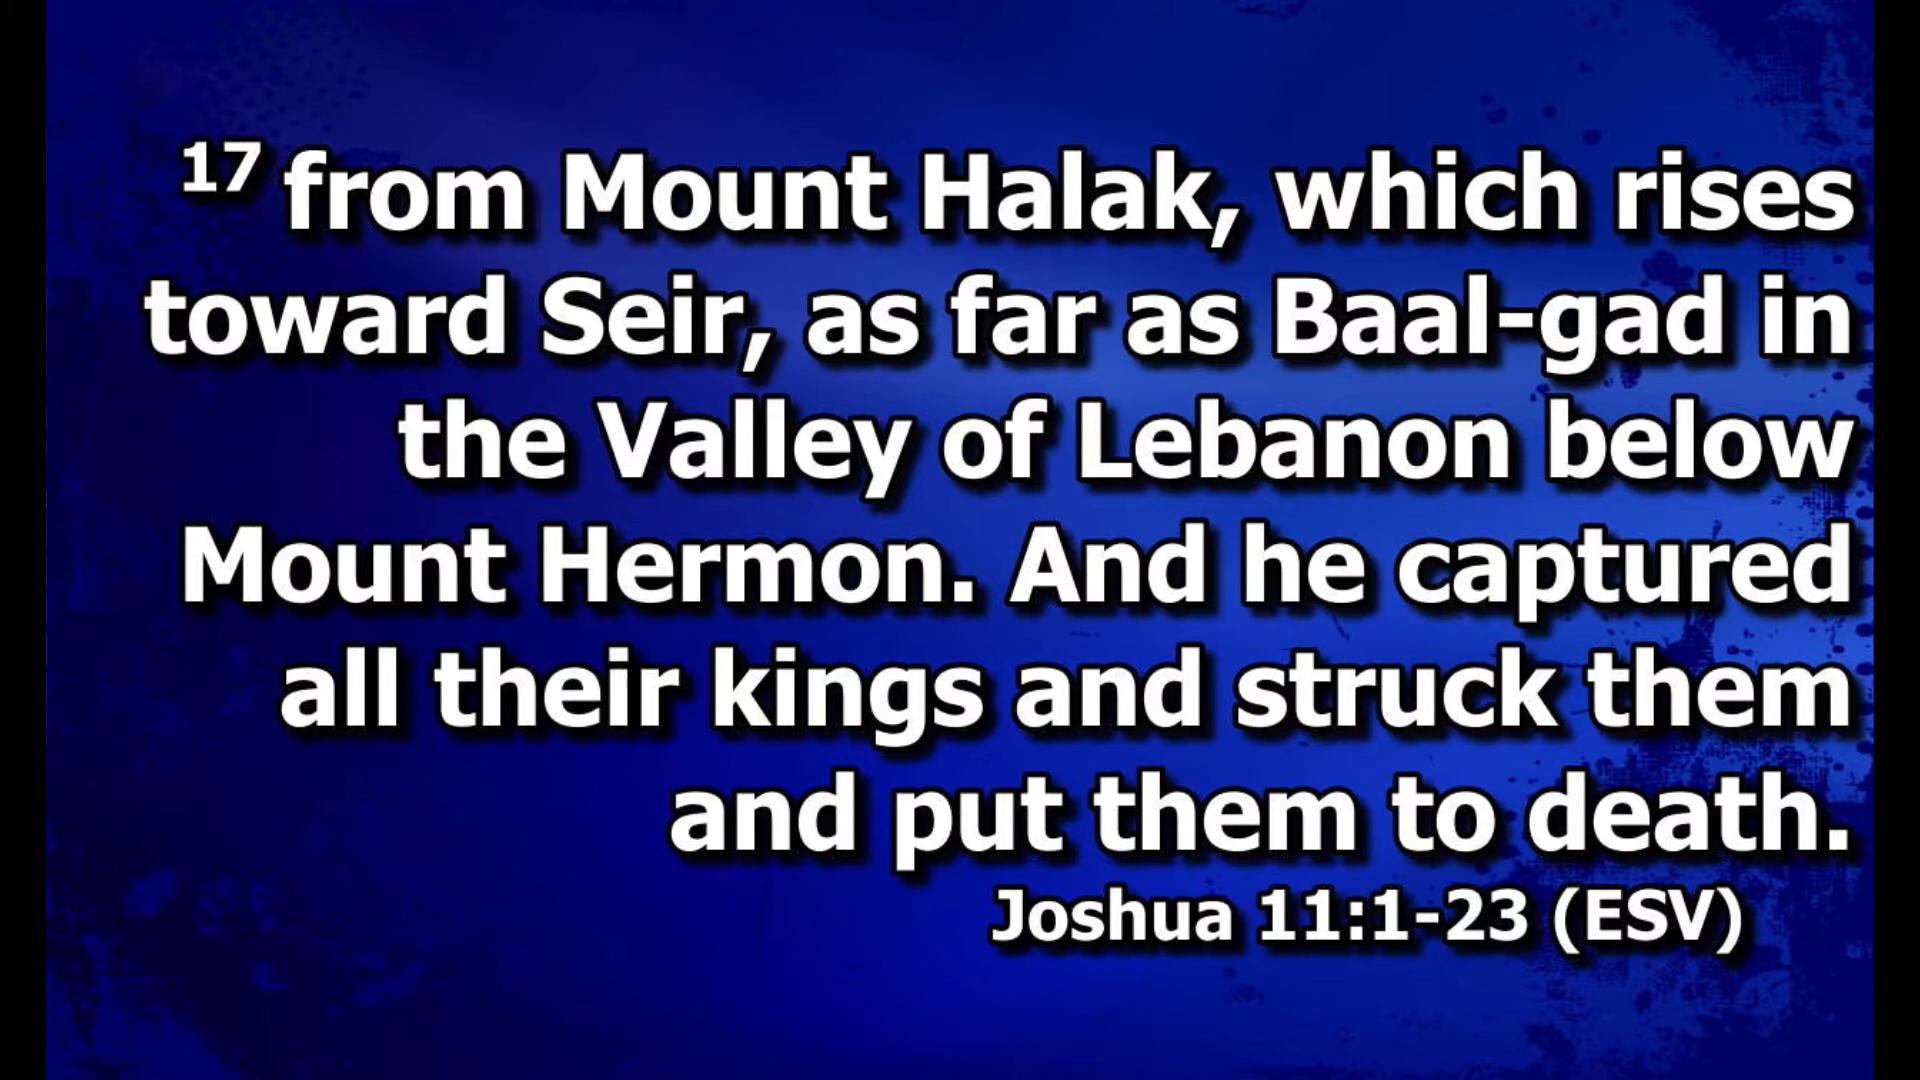 17 from Mount Halak, which rises
toward Seir, as far as Baal-gad in
the Valley of Lebanon below
Mount Hermon. And he captured
all their kings and struck them
and put them to death.
Joshua 11:1-23 (ESV)